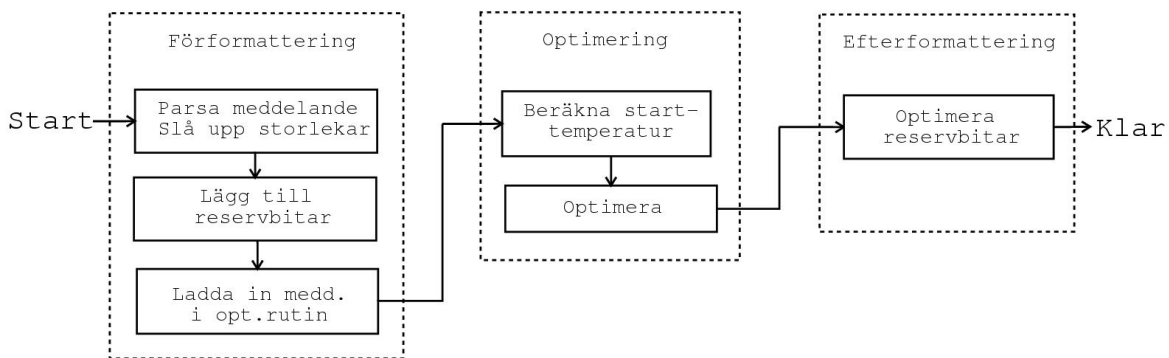 Start
Förformattering
Parsa meddelande
Slå upp storlekar
Lägg till
reservbitar
Ladda in medd.
i opt.rutin
Optimering
Beräkna start-
temperatur
Optimera
Efterformattering
Optimera
reservbitar
Klar